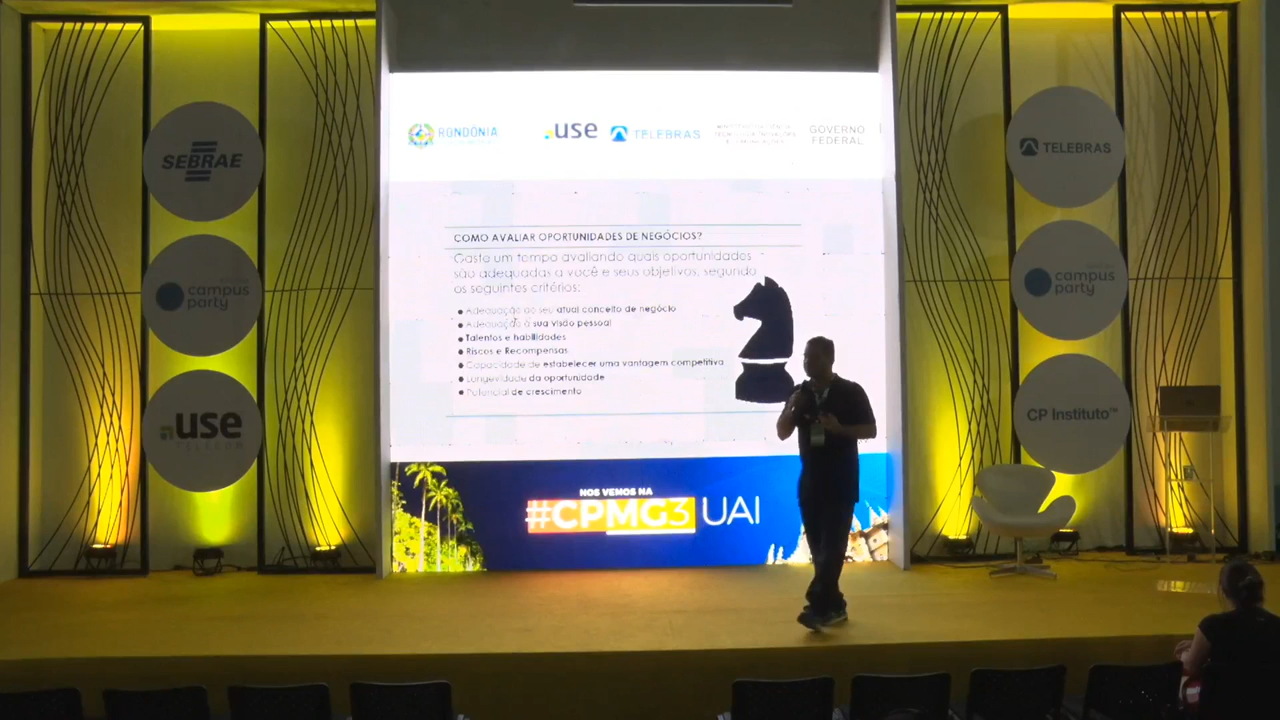 SEBRAE
campus
party
USE
TELECOM
RONDÔNIA
use
TELEBRAS
GOVERNO
FEDERAL
COMO AVALIAR OPORTUNIDADES DE NEGÓCIOS?
Gaste um tempo avaliando quais oportunidades
são adequadas a você e seus objetivos, segundo
os seguintes critérios:
Adequação ao seu atual conceito de negócio
Adequação à sua visão pessoal
Talentos e habilidades
Riscos e Recompensas
Capacidade de estabelecer uma vantagem competitiva
Longevidade da oportunidade
Potencial de crescimento
NOS VEMOS NA
#CPMG3 UAI
TELEBRAS
campus
party
CP Instituto™